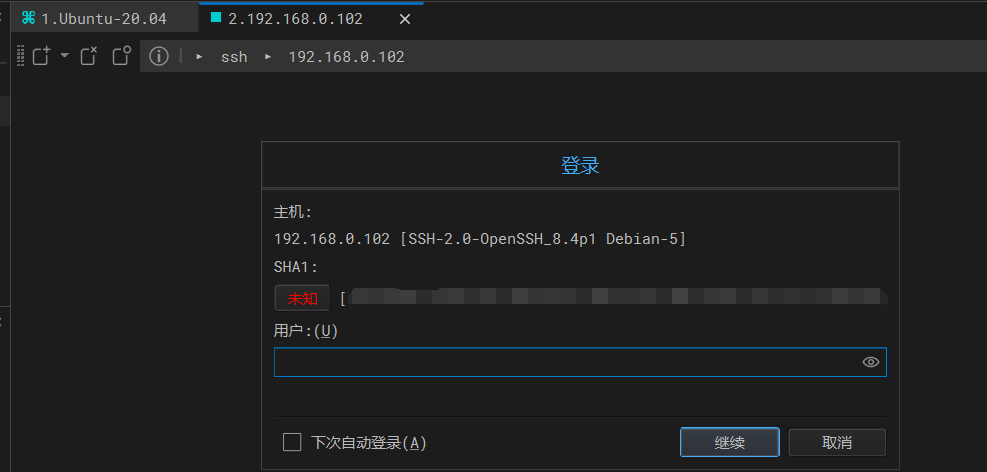 1.Ubuntu-20.04
2.192.168.0.102
ssh
192.168.0.102
登录
主机:
192.168.0.102 [SSH-2.0-OpenSSH_8.4p1 Debian-5]
SHA1:
未知 [
用户:(U)
下次自动登录(A)
继续
取消